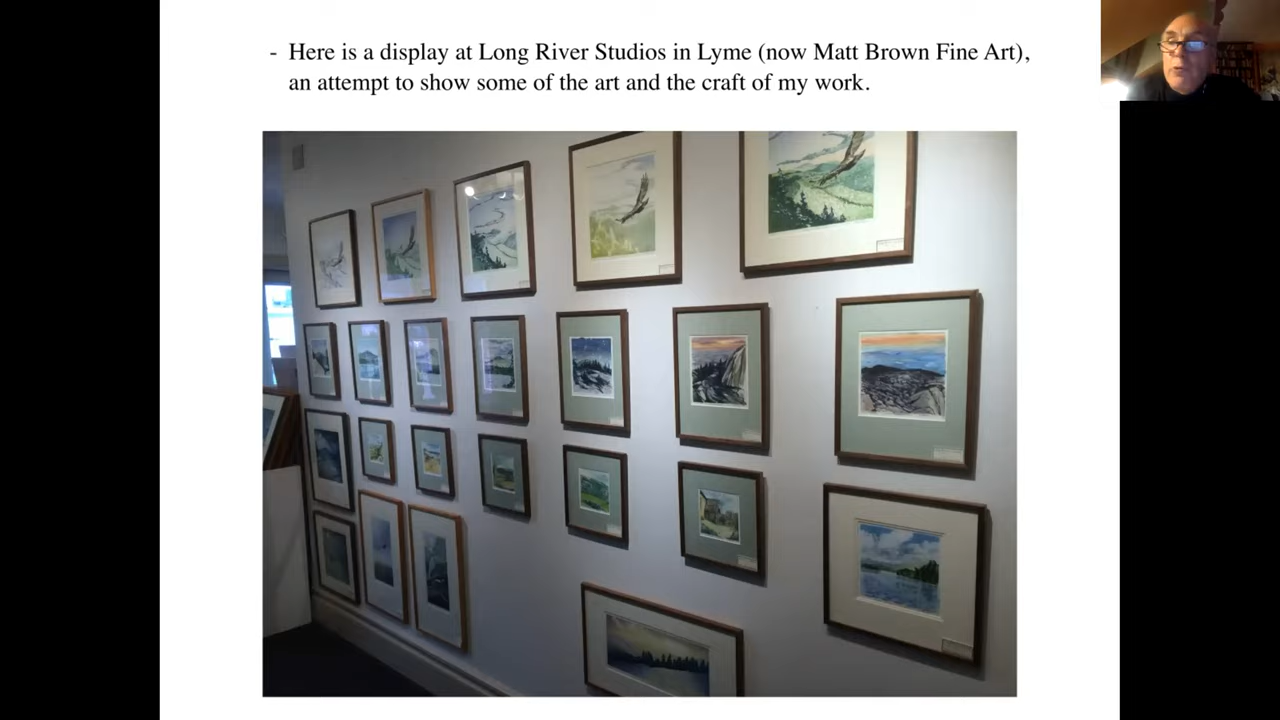 - Here is a display at Long River Studios in Lyme (now Matt Brown Fine Art),
an attempt to show some of the art and the craft of my work.